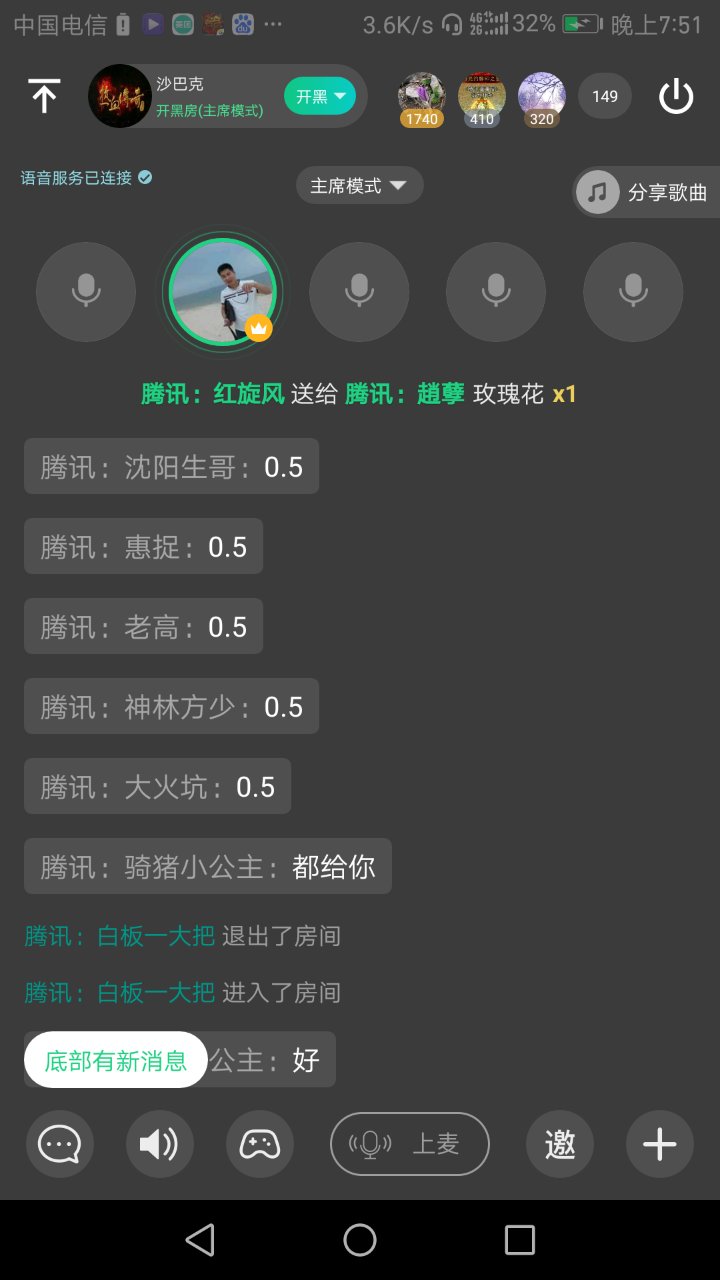 中国电信 3.6K/s 4G 2G 32% 晚上7:51
沙巴克
开黑房(主席模式)
开黑
1740 410 320 149
语音服务已连接
主席模式
分享歌曲
腾讯：红旋风 送给 腾讯：趙孽 玫瑰花 x1
腾讯：沈阳生哥：0.5
腾讯：惠捉：0.5
腾讯：老高：0.5
腾讯：神林方少：0.5
腾讯：大火坑：0.5
腾讯：骑猪小公主：都给你
腾讯：白板一大把 退出了房间
腾讯：白板一大把 进入了房间
底部有新消息 公主：好
上麦 邀